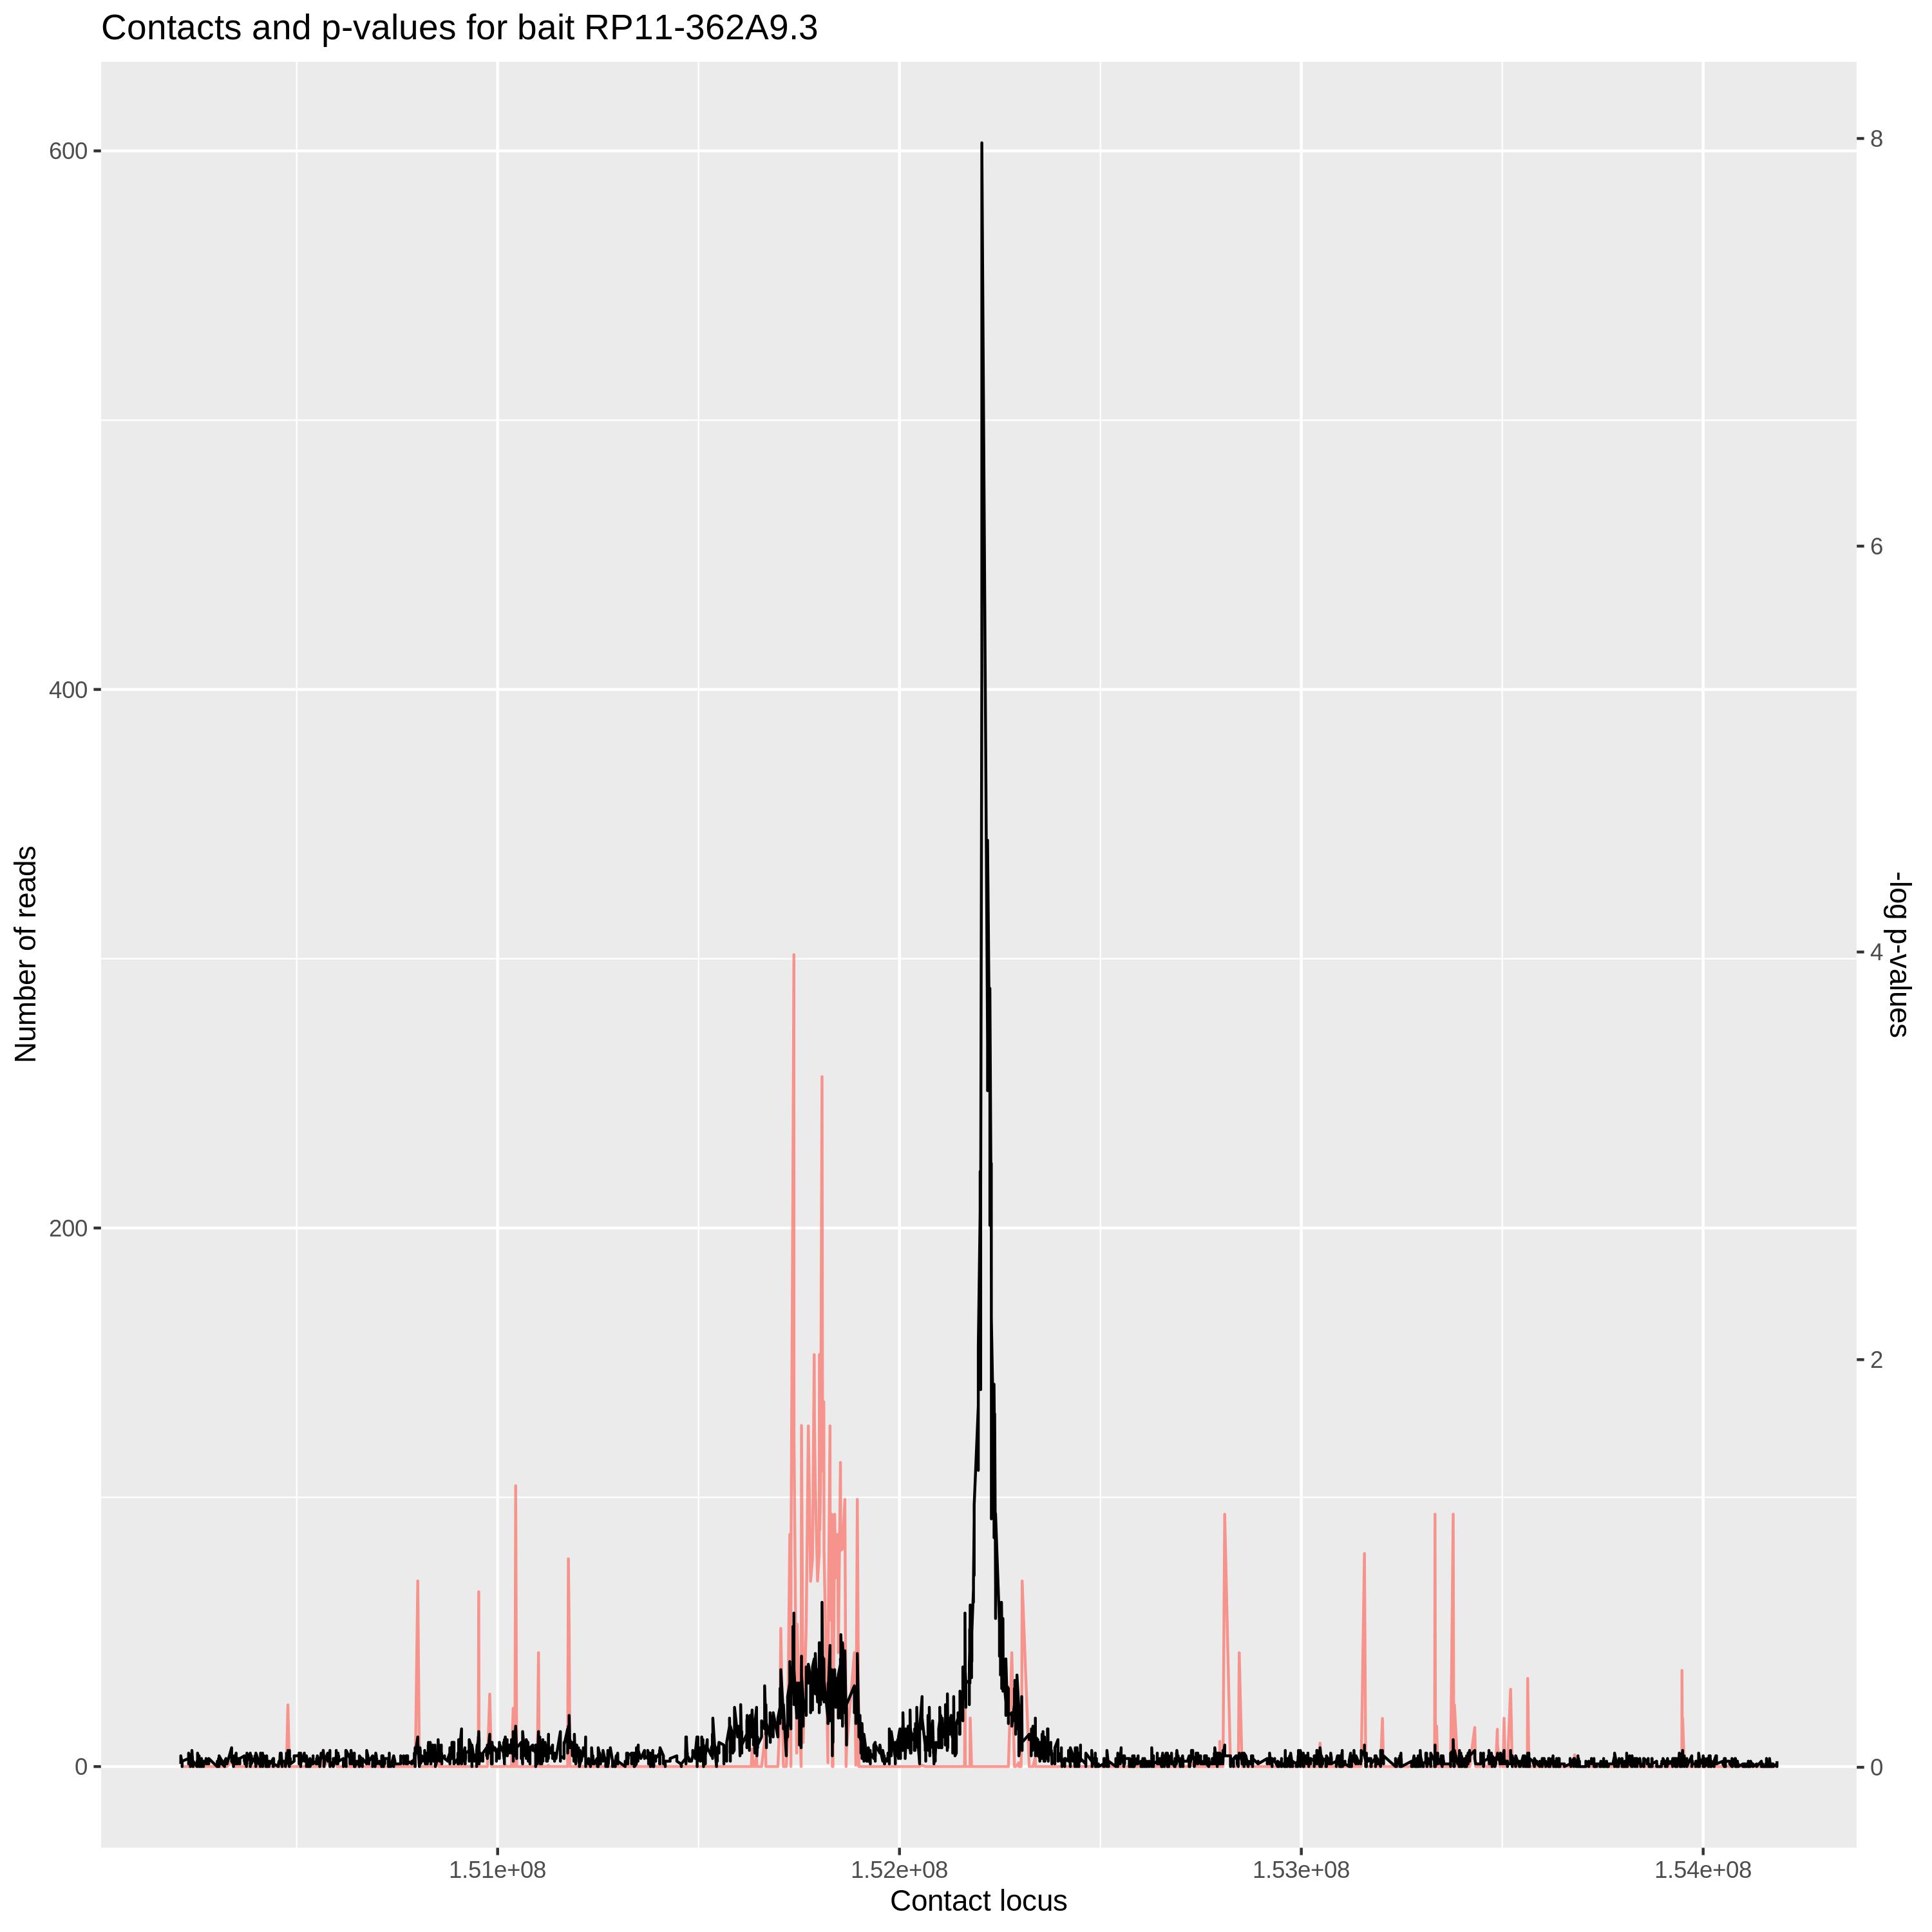 Contacts and p-values for bait RP11-362A9.3
600
400
200
0
Number of reads
8
6
4
2
0
-log p-values
1.51e+08
1.52e+08
1.53e+08
1.54e+08
Contact locus